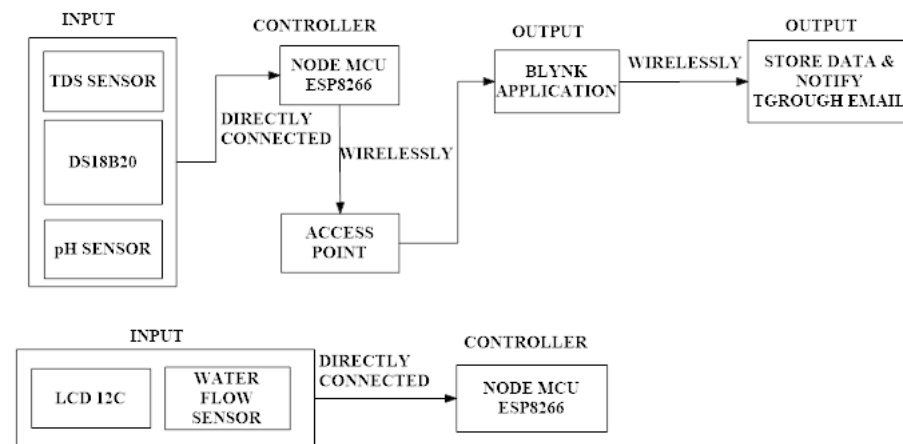 INPUT
TDS SENSOR
DS18B20
pH SENSOR
DIRECTLY
CONNECTED
CONTROLLER
NODE MCU
ESP8266
WIRELESSLY
ACCESS
POINT
OUTPUT
BLYNK
APPLICATION
WIRELESSLY
OUTPUT
STORE DATA &
NOTIFY
TGROUGH EMAIL
INPUT
LCD 12C
WATER
FLOW
SENSOR
DIRECTLY
CONNECTED
CONTROLLER
NODE MCU
ESP8266